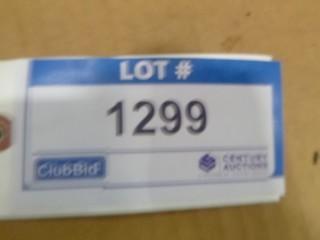 LOT #
1299
ClubBid
CENTURY
AUCTIONS